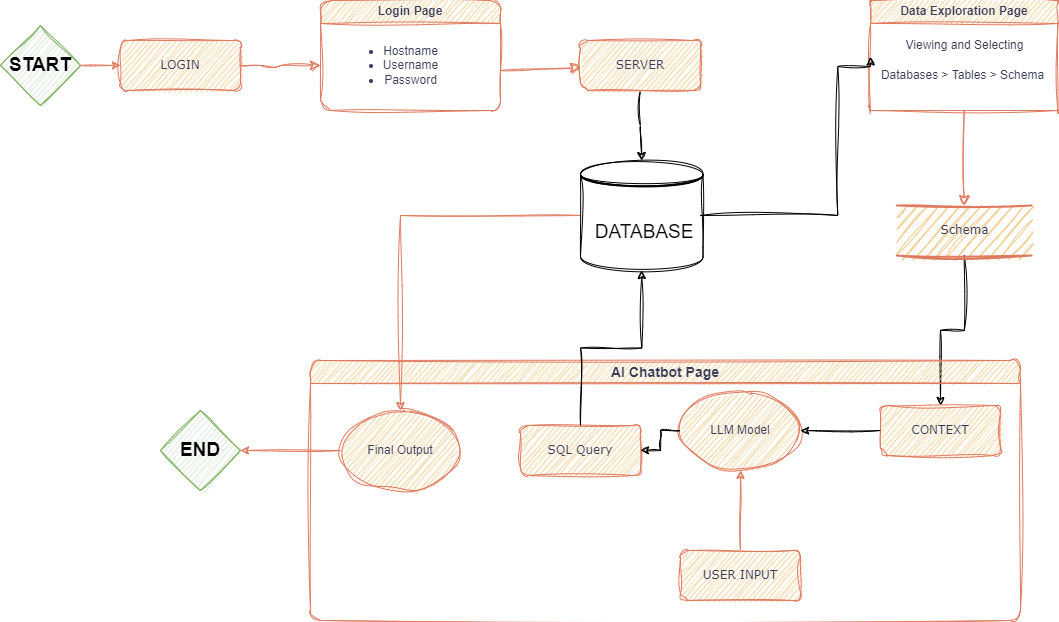 START
LOGIN
Login Page
Hostname
Username
Password
SERVER
Data Exploration Page
Viewing and Selecting
Databases > Tables > Schema
DATABASE
Schema
AI Chatbot Page
CONTEXT
LLM Model
SQL Query
Final Output
END
USER INPUT